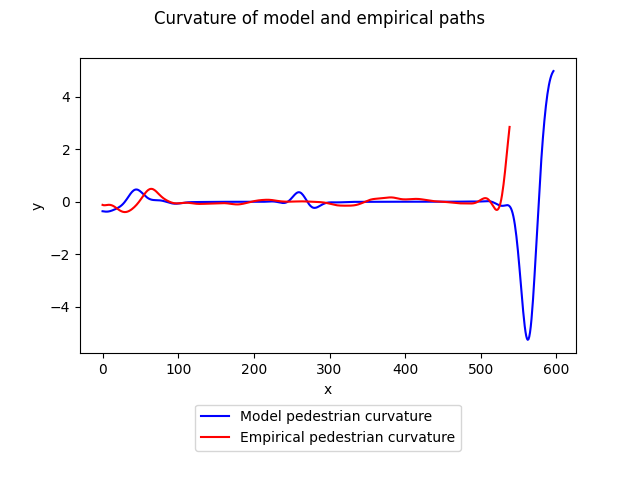 Curvature of model and empirical paths
4
2
0
−2
−4
y
0 100 200 300 400 500 600
x
Model pedestrian curvature
Empirical pedestrian curvature